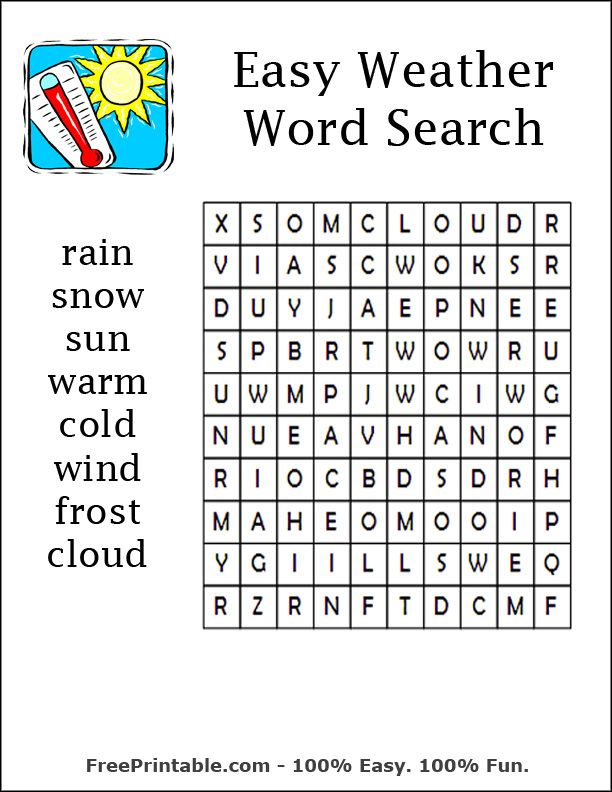 Easy Weather
Word Search
rain
snow
sun
warm
cold
wind
frost
cloud
X S O M C L O U D R
V I A S C W O K S R
D U Y J A E P N E E
S P B R T W O W R U
U W M P J W C I W G
N U E A V H A N O F
R I O C B D S D R H
M A H E O M O O I P
Y G I I L L S W E Q
R Z R N F T D C M F
FreePrintable.com - 100% Easy. 100% Fun.